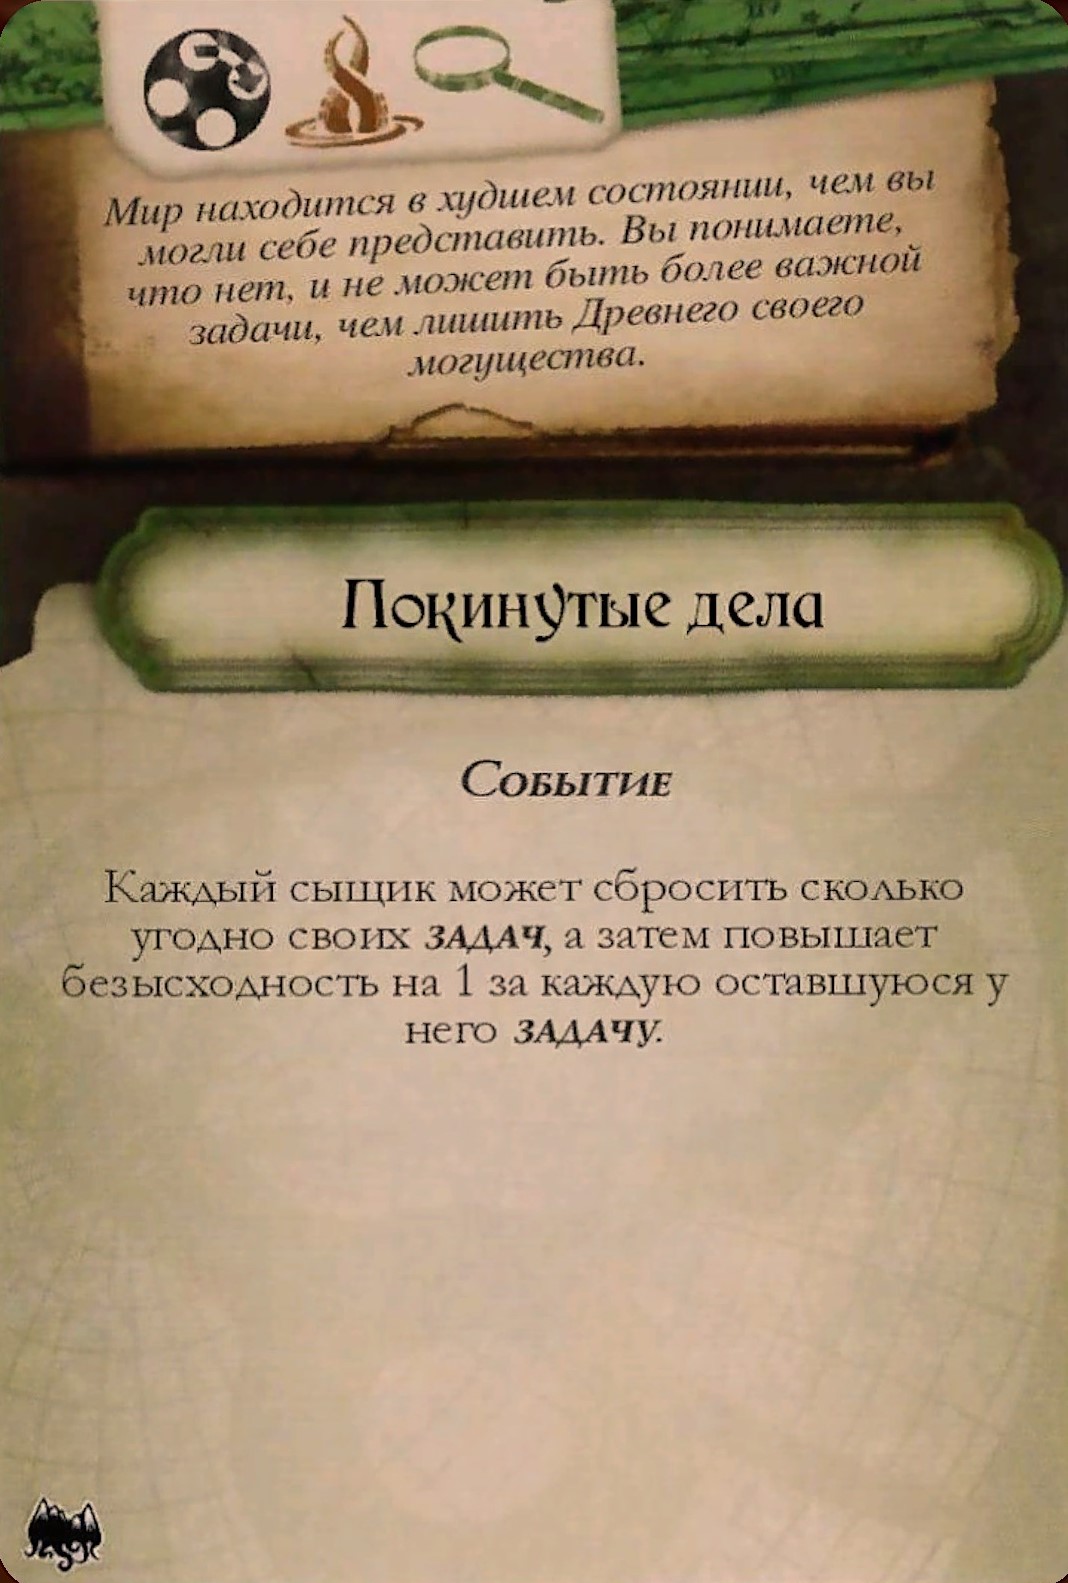 Мир находится в худшем состоянии, чем вы
могли себе представить. Вы понимаете,
что нет, и не может быть более важной
задачи, чем лишить Древнего своего
могущества.
Покинутые дела
Событие
Каждый сыщик может сбросить сколько
угодно своих ЗАДАЧ, а затем повышает
безысходность на 1 за каждую оставшуюся у
него ЗАДАЧУ.